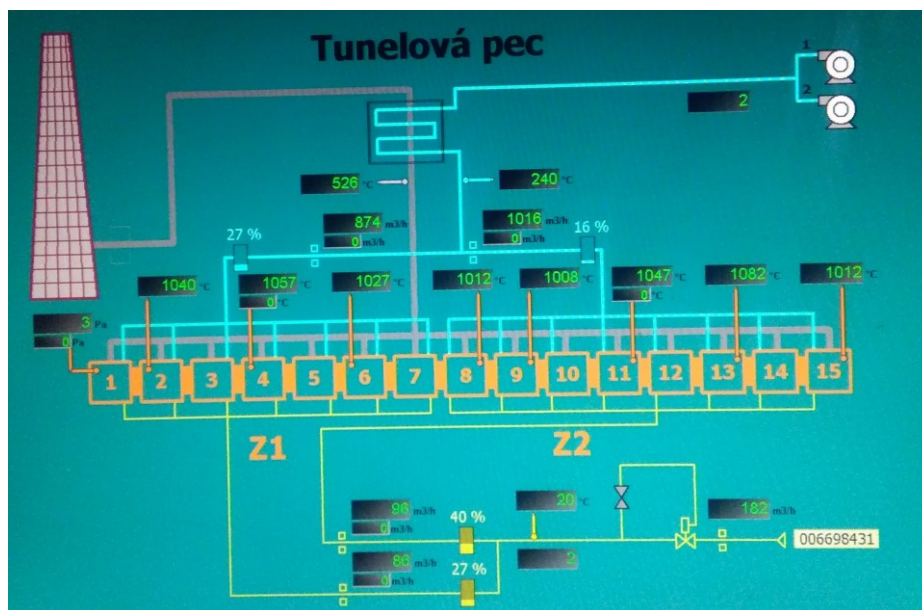 Tunelová pec
1
2
2
526 °C
240 °C
874 m3/h
0 m3/h
1016 m3/h
0 m3/h
27 %
16 %
1040 °C
1057 °C
0 °C
1027 °C
1012 °C
1008 °C
1047 °C
0 °C
1082 °C
1012 °C
3 Pa
0 Pa
1 2 3 4 5 6 7 8 9 10 11 12 13 14 15
Z1 Z2
96 m3/h
0 m3/h
40 %
20 °C
182 m3/h
006698431
86 m3/h
0 m3/h
27 %
2